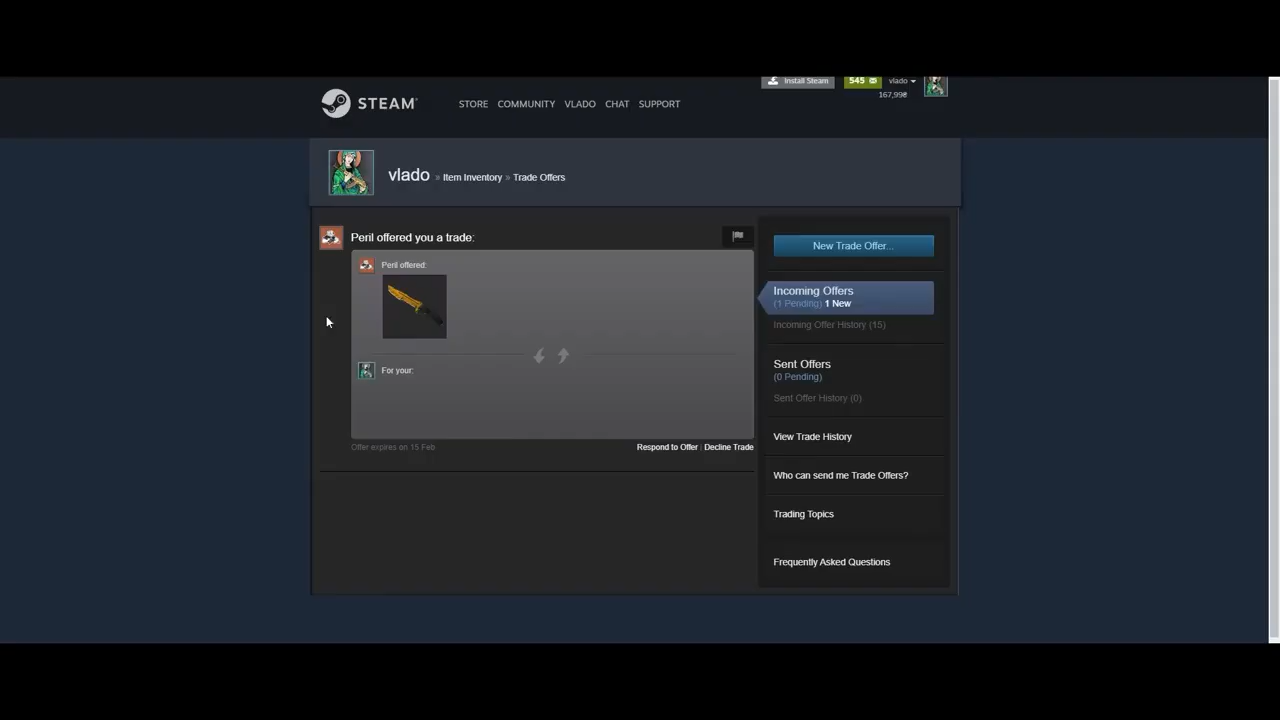 Install Steam
545
vlado
167,99₴
STEAM
STORE COMMUNITY VLADO CHAT SUPPORT
vlado » Item Inventory » Trade Offers
Peril offered you a trade:
Peril offered:
For your:
Offer expires on 15 Feb
Respond to Offer | Decline Trade
New Trade Offer...
Incoming Offers
(1 Pending) 1 New
Incoming Offer History (15)
Sent Offers
(0 Pending)
Sent Offer History (0)
View Trade History
Who can send me Trade Offers?
Trading Topics
Frequently Asked Questions